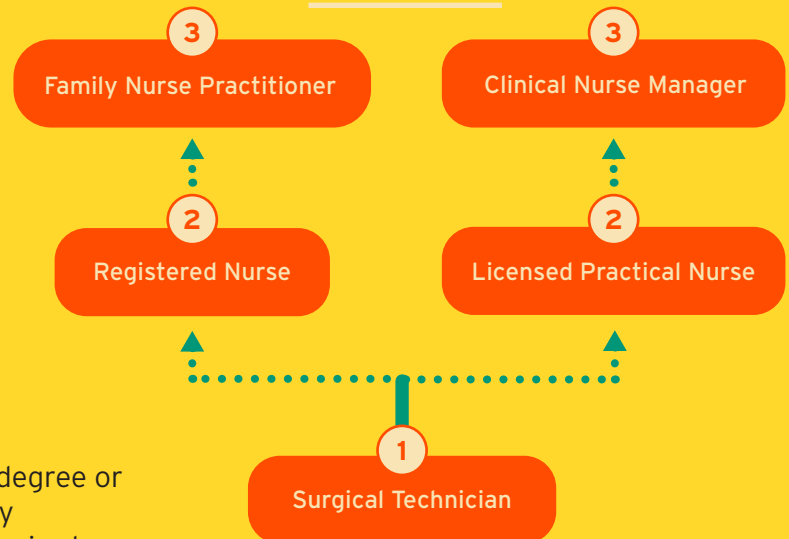 3
3
Family Nurse Practitioner
Clinical Nurse Manager
2
2
Registered Nurse
Licensed Practical Nurse
1
degree or
Surgical Technician